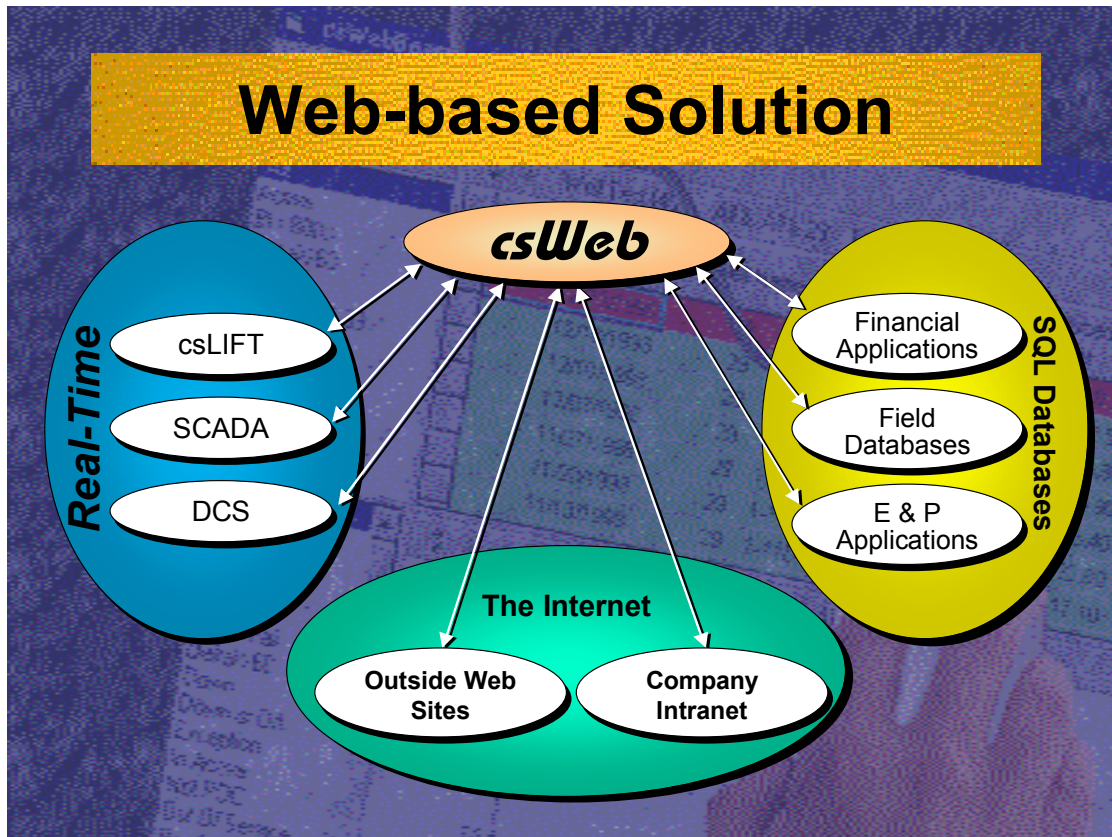 Web-based Solution
csWeb
Real-Time
csLIFT
SCADA
DCS
Financial
Applications
Field
Databases
E & P
Applications
SQL Databases
The Internet
Outside Web
Sites
Company
Intranet